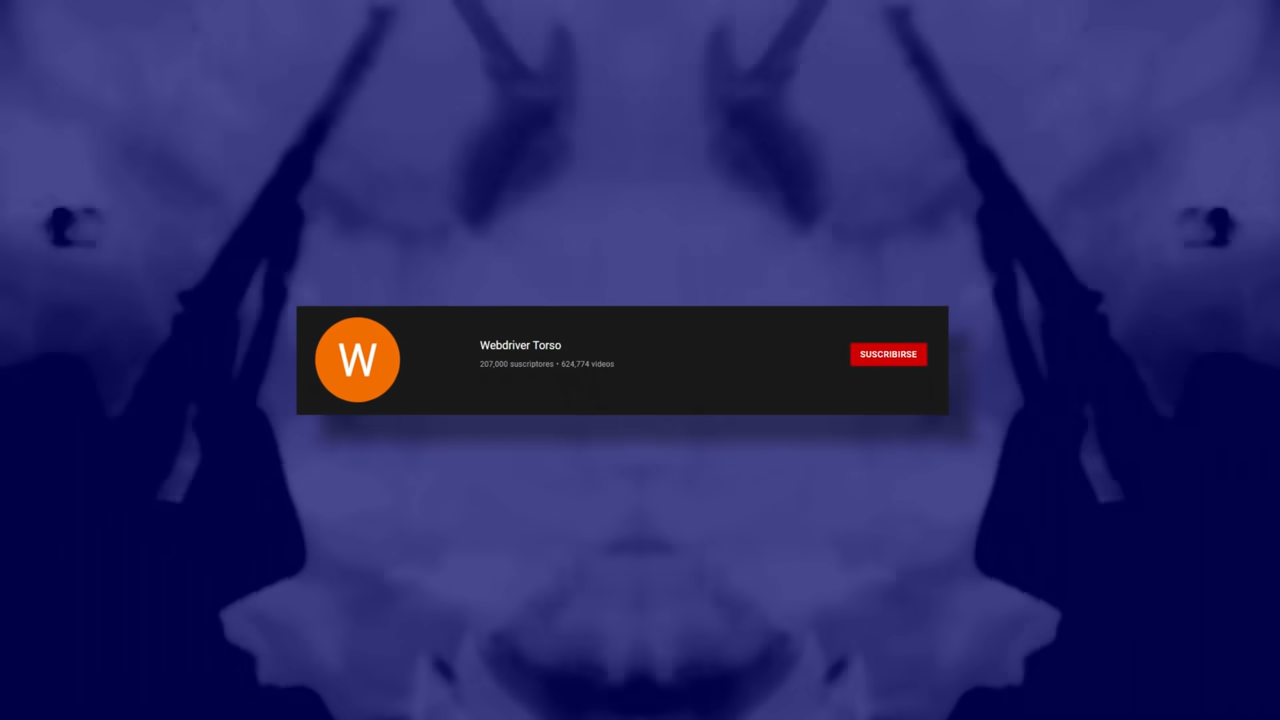 W
Webdriver Torso
207,000 suscriptores • 624,774 videos
SUSCRIBIRSE